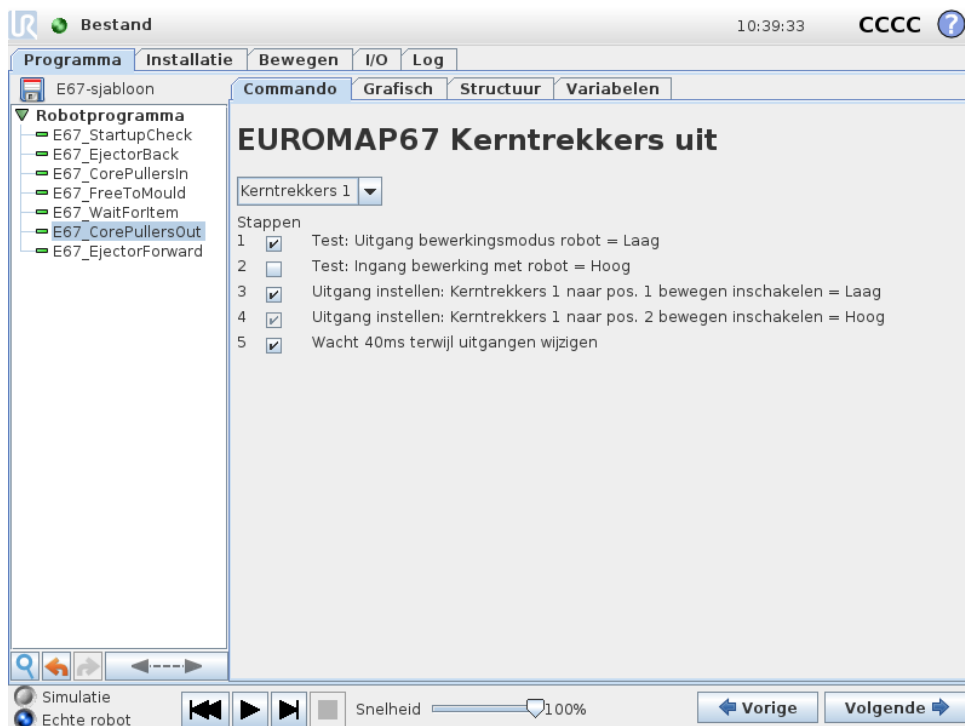 UR Bestand 10:39:33 CCCC ?
Programma Installatie Bewegen I/O Log
E67-sjabloon Commando Grafisch Structuur Variabelen
Robotprogramma
E67_StartupCheck
E67_EjectorBack
E67_CorePullersIn
E67_FreeToMould
E67_WaitForItem
E67_CorePullersOut
E67_EjectorForward
EUROMAP67 Kerntrekkers uit
Kerntrekkers 1
Stappen
1 Test: Uitgang bewerkingsmodus robot = Laag
2 Test: Ingang bewerking met robot = Hoog
3 Uitgang instellen: Kerntrekkers 1 naar pos. 1 bewegen inschakelen = Laag
4 Uitgang instellen: Kerntrekkers 1 naar pos. 2 bewegen inschakelen = Hoog
5 Wacht 40ms terwijl uitgangen wijzigen
Simulatie
Echte robot
Snelheid 100%
Vorige Volgende